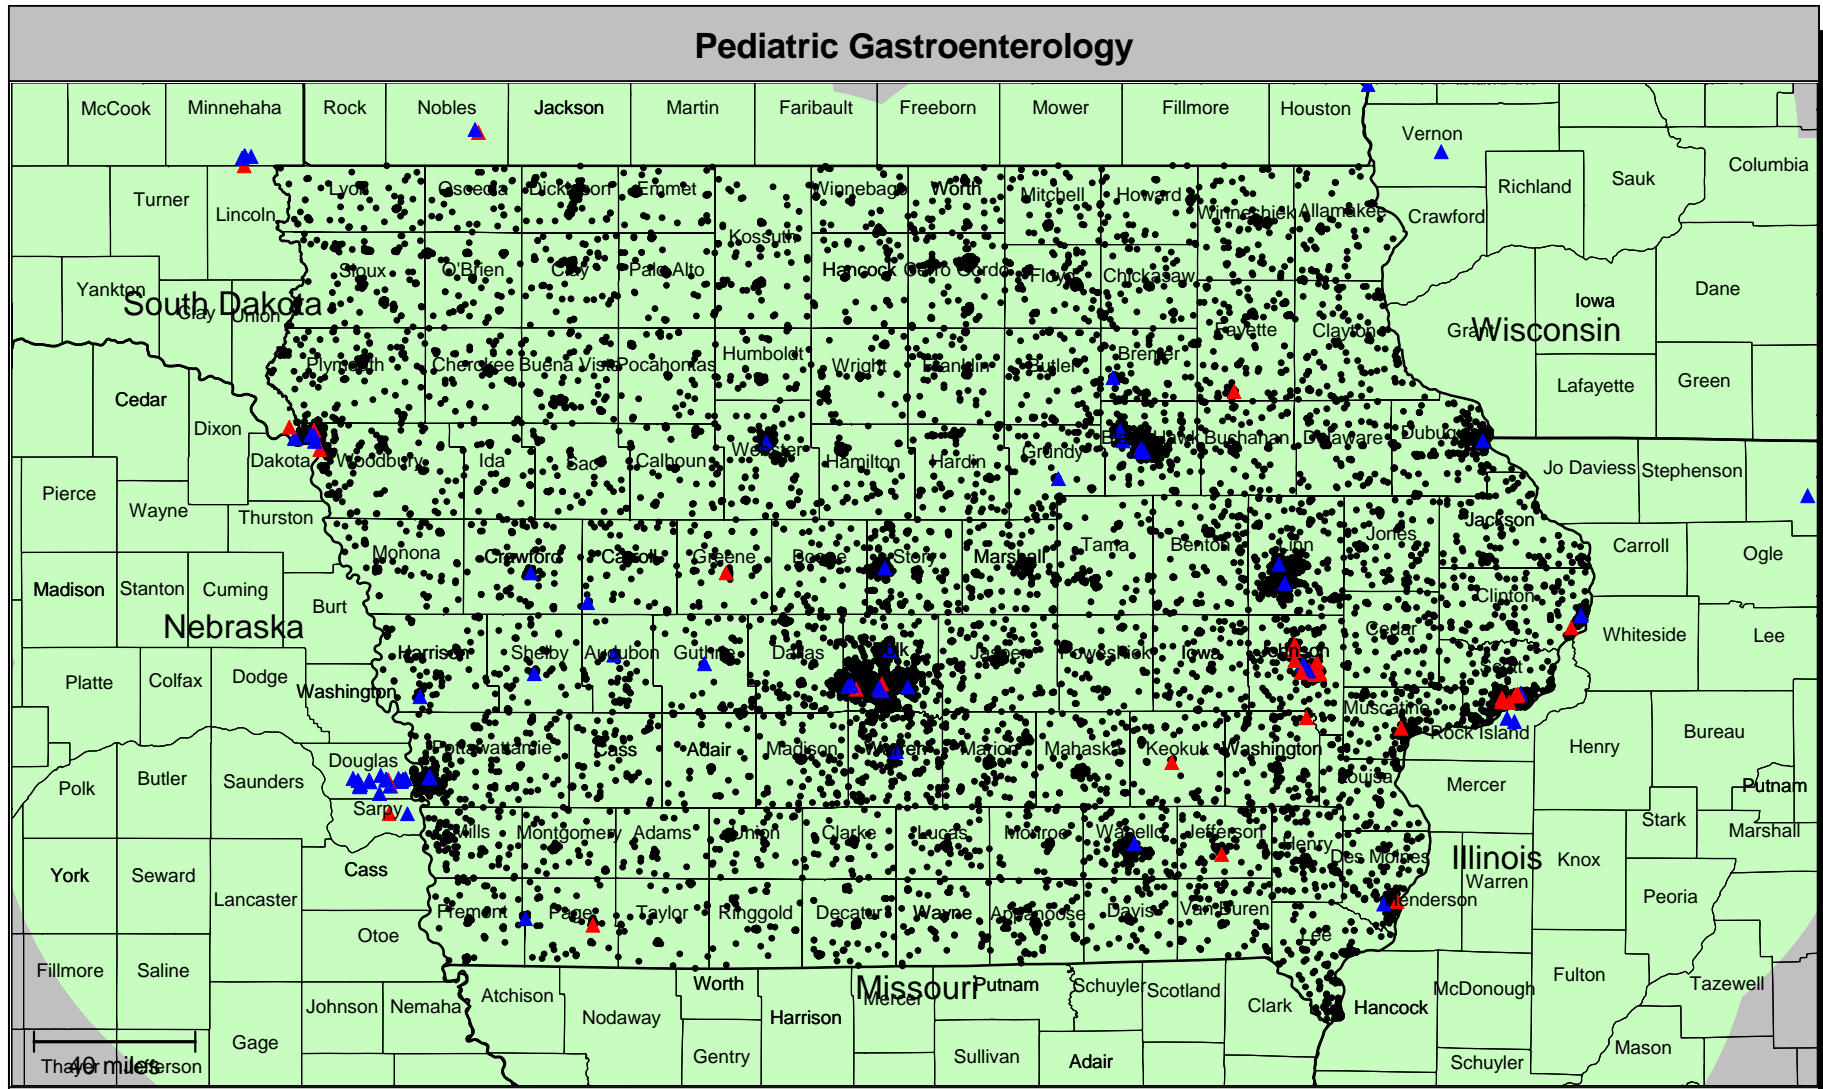 Pediatric Gastroenterology
McCook Minnehaha Rock Nobles Jackson Martin Faribault Freeborn Mower Fillmore Houston
Vernon
Columbia
Turner Lincoln Lyon Osceola Dickinson Emmet Winnebago Worth Mitchell Howard Winneshiek Allamakee Crawford Richland Sauk
Kossuth
Yankton Clay Union Sioux O'Brien Clay Palo Alto Hancock Cerro Gordo Floyd Chickasaw Iowa Dane
South Dakota
Wisconsin
Fayette Clayton Grant
Plymouth Cherokee Buena Vista Pocahontas Humboldt Wright Franklin Butler Bremer
Cedar Lafayette Green
Dixon Dakota Woodbury Ida Sac Calhoun Webster Hamilton Hardin Grundy Black Hawk Buchanan Delaware Dubuque
Jo Daviess Stephenson
Pierce Wayne Thurston
Jackson
Monona Crawford Carroll Greene Boone Story Marshall Tama Benton Linn Jones Carroll Ogle
Madison Stanton Cuming Burt Clinton
Nebraska
Harrison Shelby Audubon Guthrie Dallas Polk Jasper Poweshiek Iowa Johnson Cedar Scott Whiteside Lee
Platte Colfax Dodge Washington
Muscatine Rock Island
Douglas Pottawattamie Cass Adair Madison Warren Marion Mahaska Keokuk Washington Louisa Henry Bureau
Polk Butler Saunders Sarpy Mercer Putnam
Mills Montgomery Adams Union Clarke Lucas Monroe Wapello Jefferson Henry Des Moines Stark Marshall
Illinois
York Seward Cass Knox Warren
Lancaster Fremont Page Taylor Ringgold Decatur Wayne Appanoose Davis Van Buren Lee Henderson Peoria
Otoe
Fillmore Saline Fulton Tazewell
Missouri
Johnson Nemaha Atchison Nodaway Worth Harrison Mercer Putnam Schuyler Scotland Clark Hancock McDonough
Gage Gentry Sullivan Adair Schuyler Mason
Thayer Jefferson
40 miles